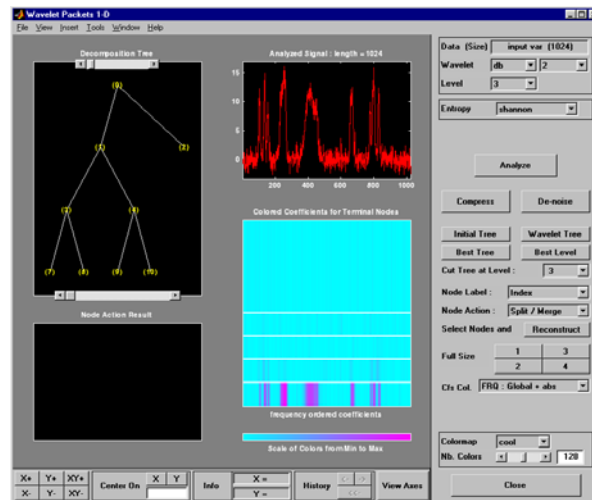 Wavelet Packets 1-D
File View Insert Tools Window Help
Decomposition Tree
(0)
(1) (2)
(3) (4)
(7) (8) (9) (10)
Analyzed Signal : length = 1024
15
10
5
0
200 400 600 800 1000
Colored Coefficients for Terminal Nodes
frequency ordered coefficients
Scale of Colors from Min to Max
Node Action Result
Data (Size) input var (1024)
Wavelet db 2
Level 3
Entropy shannon
Analyze
Compress De-noise
Initial Tree Wavelet Tree
Best Tree Best Level
Cut Tree at Level : 3
Node Label : Index
Node Action : Split / Merge
Select Nodes and Reconstruct
Full Size 1 3
2 4
Cfs Col. FRQ : Global + abs
Colormap cool
Nb. Colors 128
Close
X+ Y+ XY+
X- Y- XY-
Center On X Y
Info X =
Y =
History <- ->
<<-
View Axes